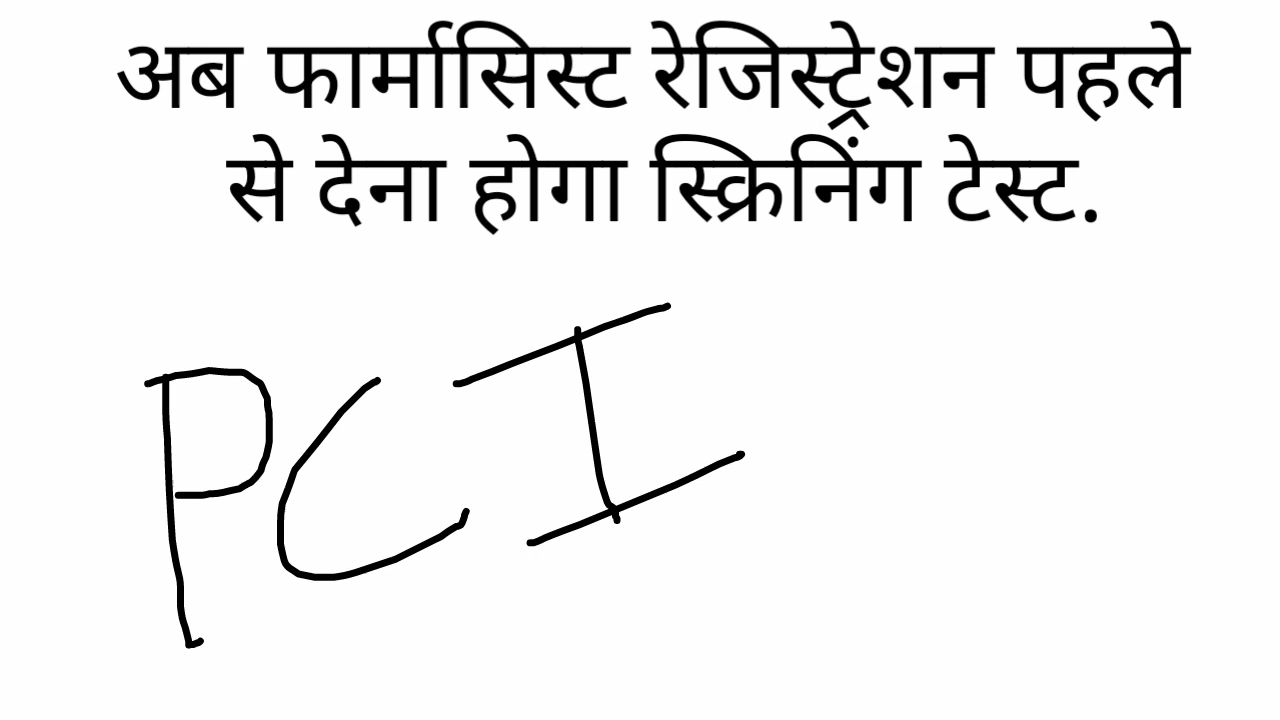 अब फार्मासिस्ट रेजिस्ट्रेशन पहले
से देना होगा स्क्रिनिंग टेस्ट.
PCI